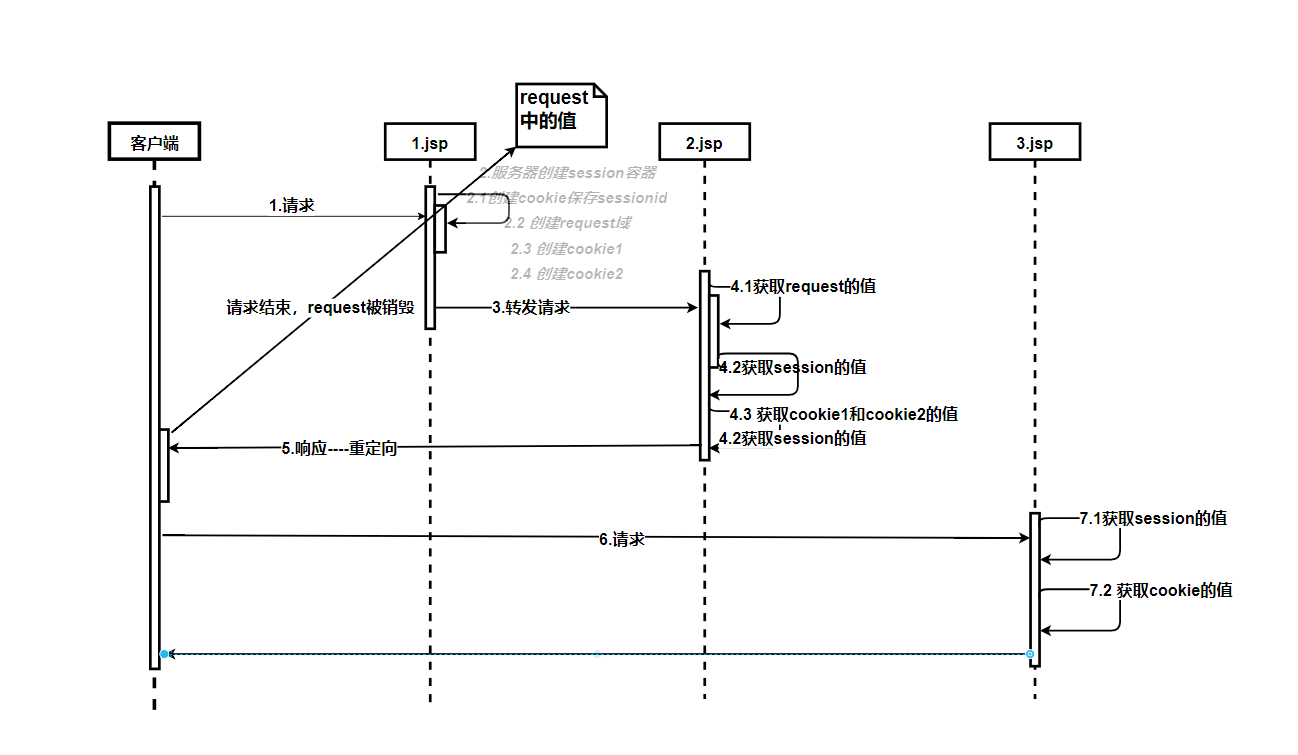 request
中的值
客户端
1.jsp
2.jsp
3.jsp
2.服务器创建session容器
2.1创建cookie保存sessionid
1.请求
2.2 创建request域
2.3 创建cookie1
2.4 创建cookie2
4.1获取request的值
请求结束，request被销毁
3.转发请求
4.2获取session的值
4.3 获取cookie1和cookie2的值
4.2获取session的值
5.响应----重定向
7.1获取session的值
6.请求
7.2 获取cookie的值